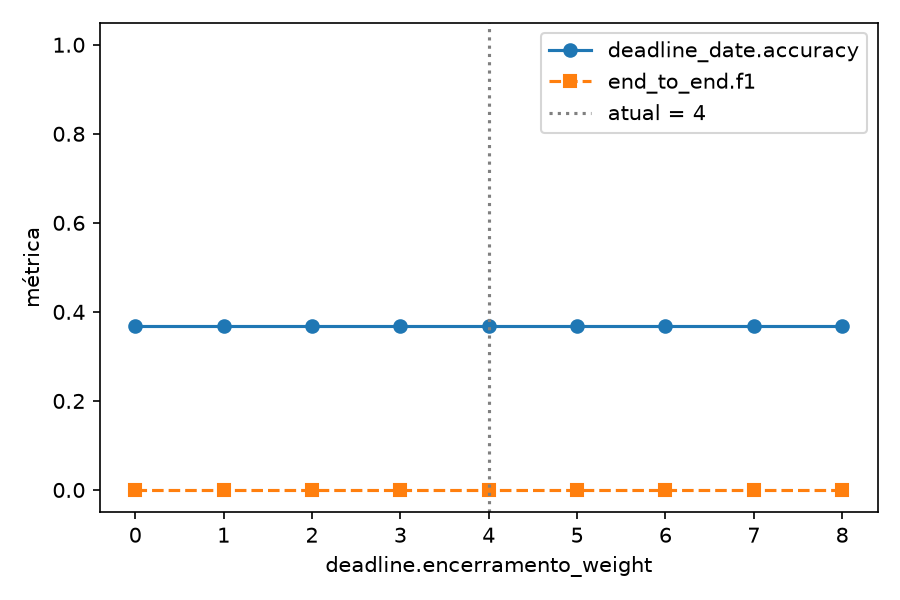 1.0
0.8
0.6
0.4
0.2
0.0
métrica
deadline_date.accuracy
end_to_end.f1
atual = 4
0 1 2 3 4 5 6 7 8
deadline.encerramento_weight